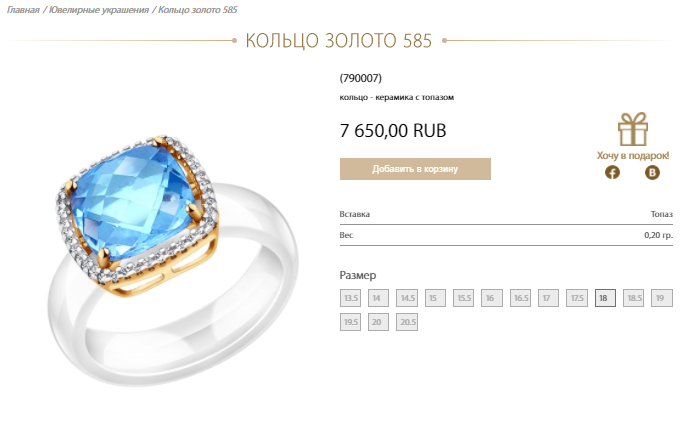 Главная / Ювелирные украшения / Кольцо золото 585
КОЛЬЦО ЗОЛОТО 585
(790007)
кольцо - керамика с топазом
7 650,00 RUB
Хочу в подарок!
Добавить в корзину
f В
Вставка Топаз
Вес 0,20 гр.
Размер
13.5 14 14.5 15 15.5 16 16.5 17 17.5 18 18.5 19
19.5 20 20.5